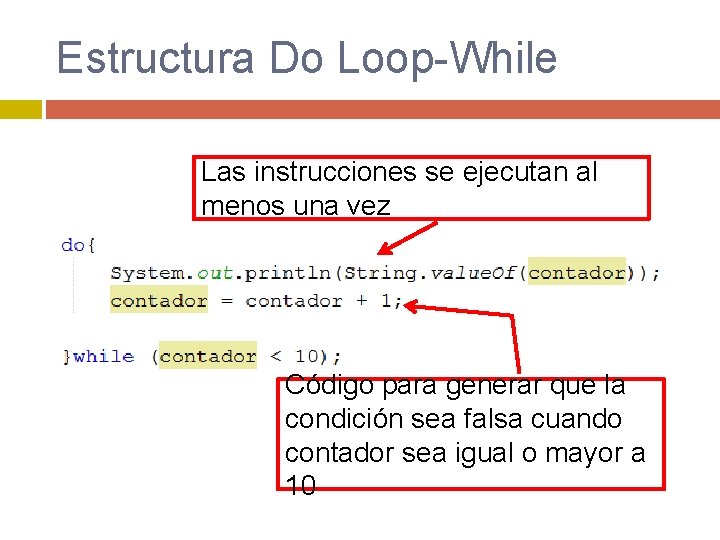 Estructura Do Loop-While
Las instrucciones se ejecutan al
menos una vez
do{
System.out.println(String.valueOf(contador));
contador = contador + 1;
}while (contador < 10);
Código para generar que la
condición sea falsa cuando
contador sea igual o mayor a
10